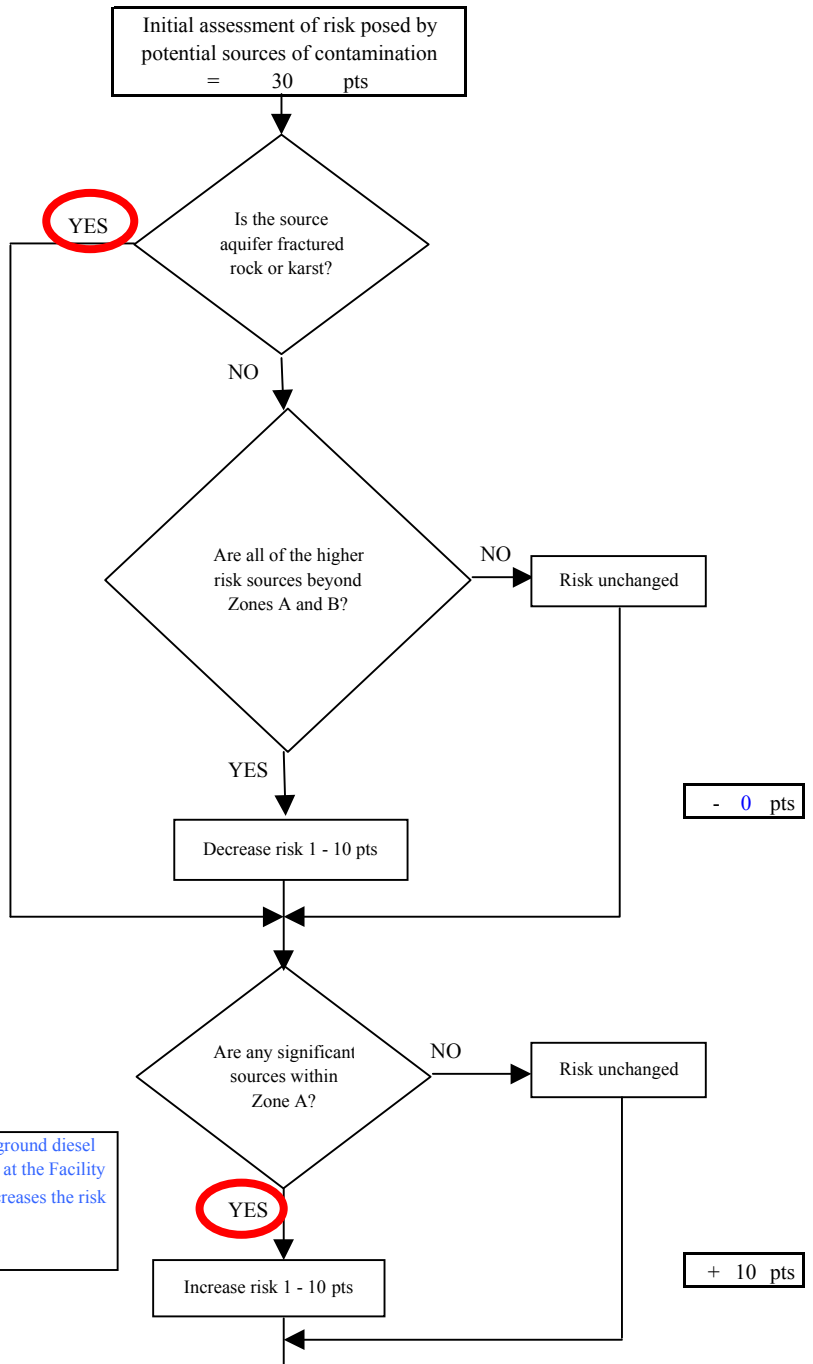 Initial assessment of risk posed by
potential sources of contamination
= 30 pts
YES
Is the source
aquifer fractured
rock or karst?
NO
Are all of the higher
risk sources beyond
Zones A and B?
NO
Risk unchanged
YES
- 0 pts
Decrease risk 1 - 10 pts
Are any significant
sources within
Zone A?
NO
Risk unchanged
ground diesel
at the Facility
creases the risk
YES
Increase risk 1 - 10 pts
+ 10 pts